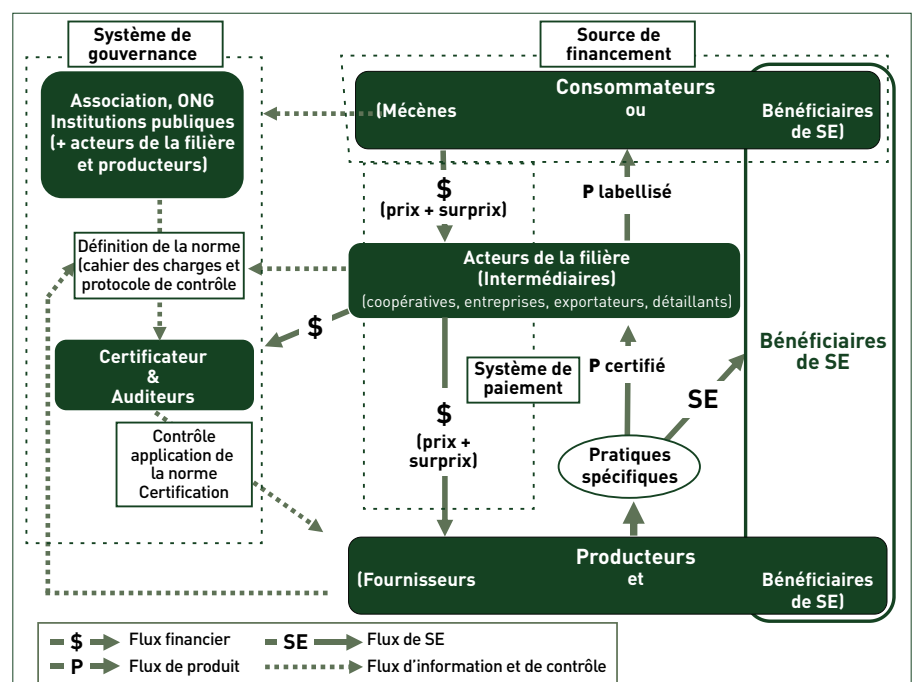 Système de
gouvernance
Source de
financement
Association, ONG
Institutions publiques
(+ acteurs de la filière
et producteurs)
Consommateurs
(Mécènes
ou
Bénéficiaires
de SE)
$
(prix + surprix)
P labellisé
Définition de la norme
(cahier des charges et
protocole de contrôle
Acteurs de la filière
(Intermédiaires)
(coopératives, entreprises, exportateurs, détaillants)
$
Certificateur
&
Auditeurs
Système de
paiement
P certifié
Bénéficiaires
de SE
SE
$
(prix +
surprix)
Contrôle
application de
la norme
Certification
Pratiques
spécifiques
Producteurs
(Fournisseurs
et
Bénéficiaires
de SE)
$ Flux financier
SE Flux de SE
P Flux de produit
Flux d'information et de contrôle